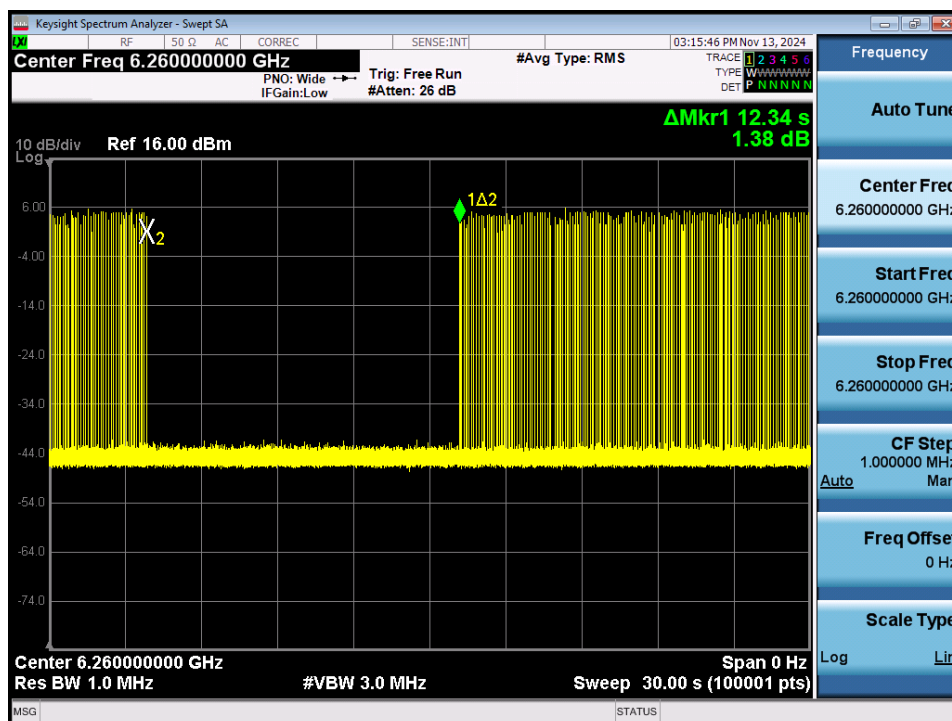 Keysight Spectrum Analyzer - Swept SA
LXI
RF 50 Ω AC CORREC SENSE:INT 03:15:46 PM Nov 13, 2024
Center Freq 6.260000000 GHz
PNO: Wide
IFGain:Low
Trig: Free Run
#Atten: 26 dB
#Avg Type: RMS
TRACE 1 2 3 4 5 6
TYPE WWWWWW
DET P N N N N N
ΔMkr1 12.34 s
1.38 dB
10 dB/div
Log
Ref 16.00 dBm
6.00
-4.00
-14.0
-24.0
-34.0
-44.0
-54.0
-64.0
-74.0
X2
1Δ2
Center 6.260000000 GHz
Res BW 1.0 MHz
#VBW 3.0 MHz
Span 0 Hz
Sweep 30.00 s (100001 pts)
MSG
STATUS
Frequency
Auto Tune
Center Freq
6.260000000 GHz
Start Freq
6.260000000 GHz
Stop Freq
6.260000000 GHz
CF Step
1.000000 MHz
Auto Man
Freq Offset
0 Hz
Scale Type
Log Lin